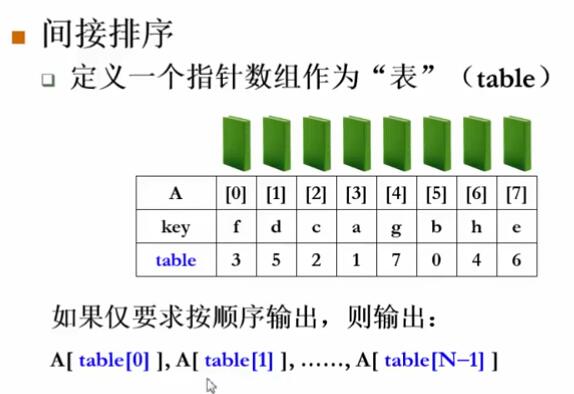 间接排序
定义一个指针数组作为“表”（table）
A [0] [1] [2] [3] [4] [5] [6] [7]
key f d c a g b h e
table 3 5 2 1 7 0 4 6
如果仅要求按顺序输出，则输出：
A[ table[0] ], A[ table[1] ], ……, A[ table[N−1] ]